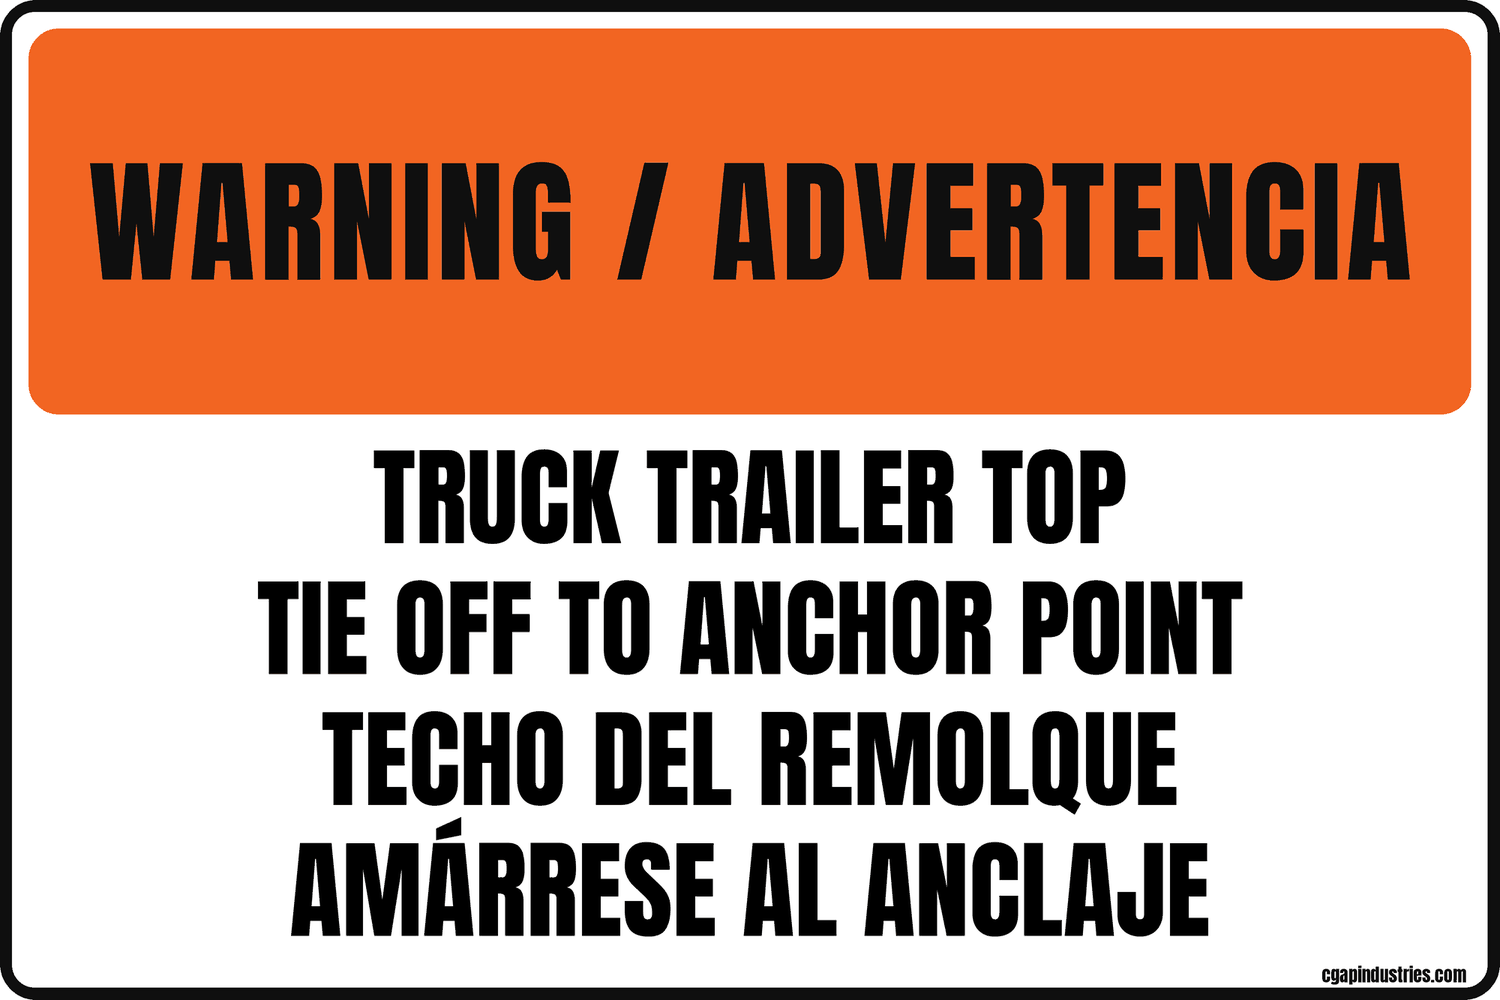 WARNING / ADVERTENCIA
TRUCK TRAILER TOP
TIE OFF TO ANCHOR POINT
TECHO DEL REMOLQUE
AMÁRRESE AL ANCLAJE
cgapindustries.com